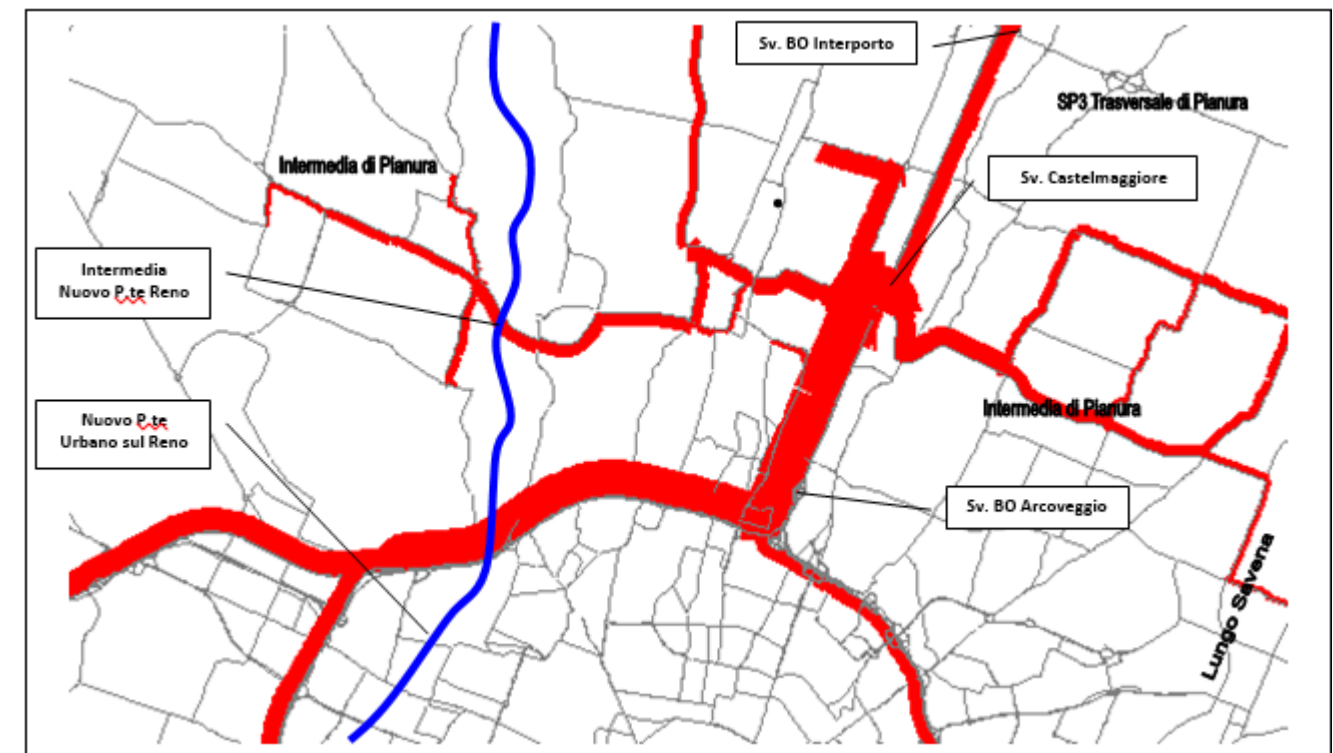 Sv. BO Interporto
SP3 Trasversale di Pianura
Intermedia di Pianura
Sv. Castelmaggiore
Intermedia
Nuovo P.te Reno
Nuovo P.te
Urbano sul Reno
Intermedia di Pianura
Sv. BO Arcoveggio
Lungo Savena